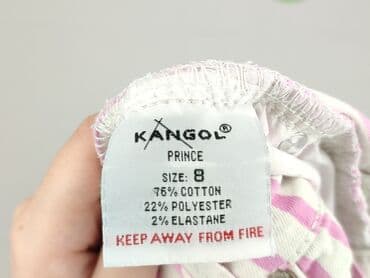 KANGOL®
PRINCE
SIZE: 8
76% COTTON
22% POLYESTER
2% ELASTANE
KEEP AWAY FROM FIRE